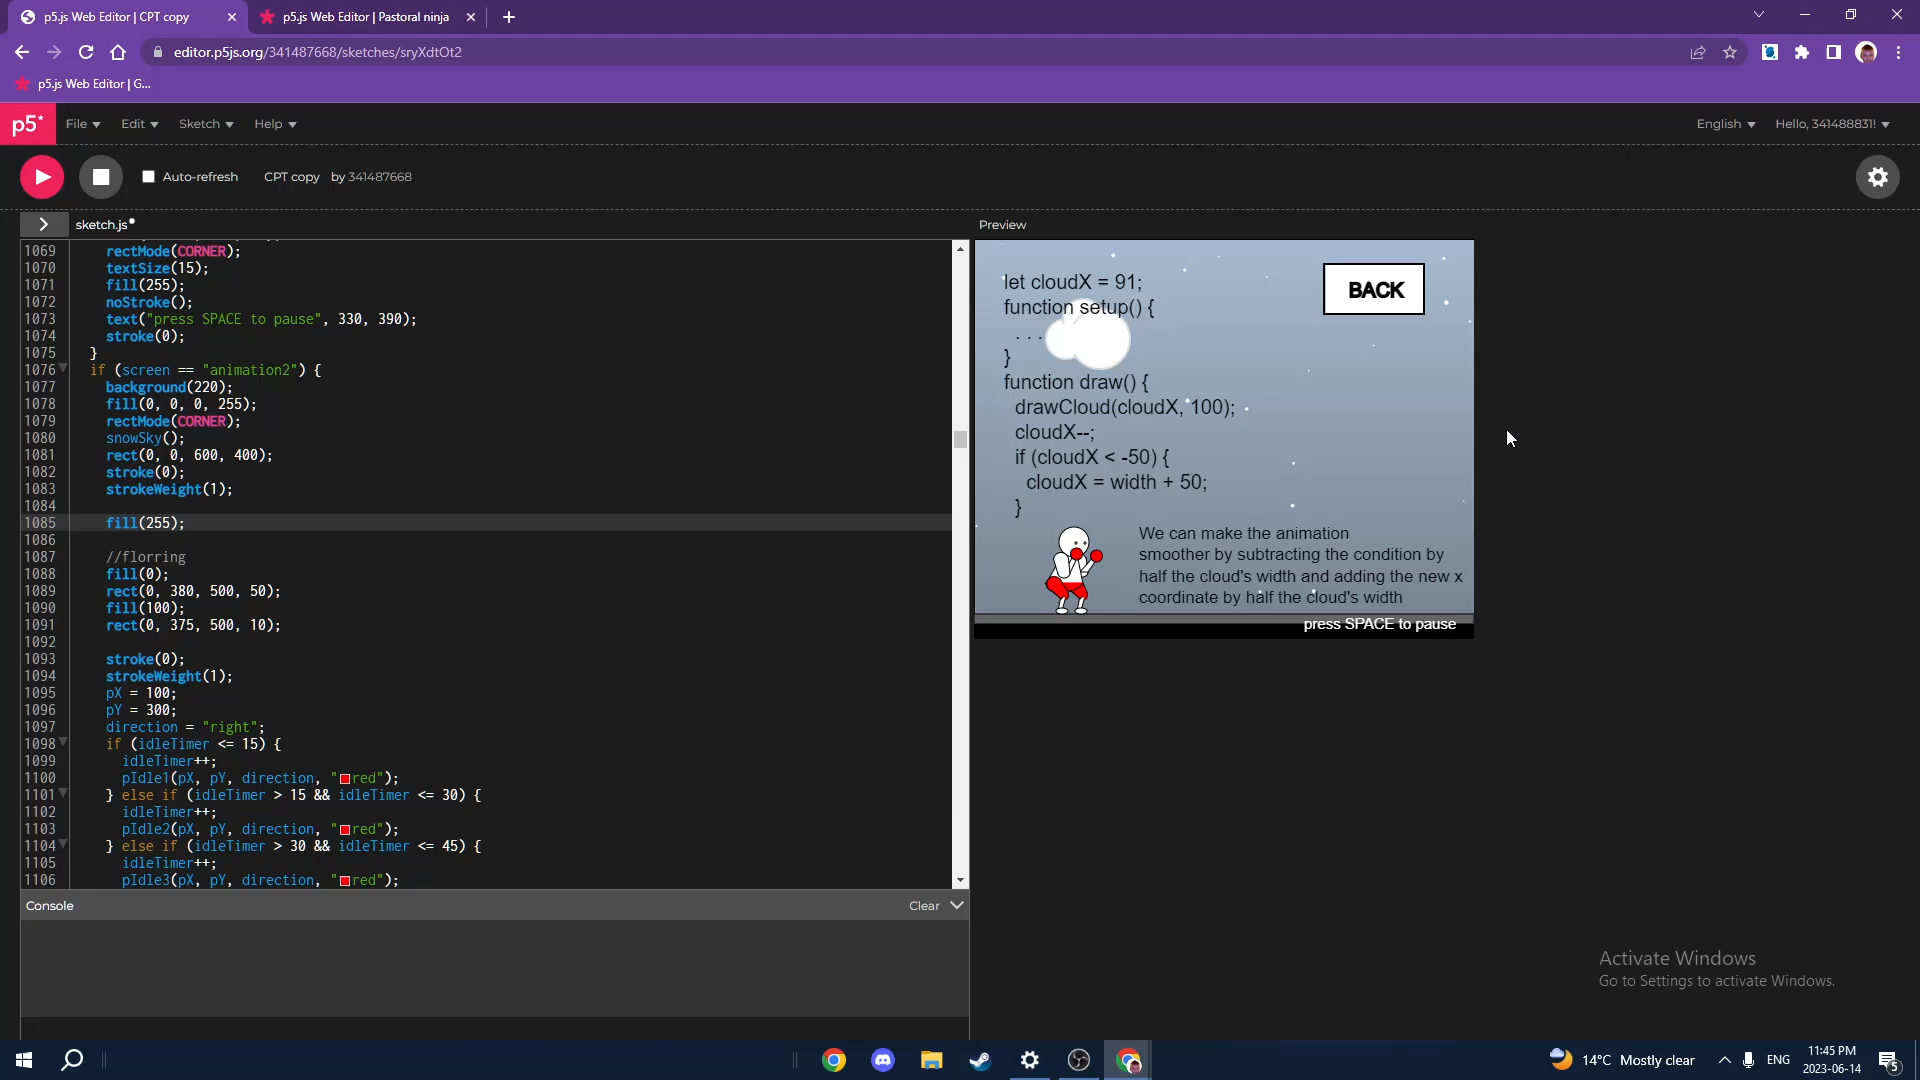 p5.js Web Editor | CPT copy
p5.js Web Editor | Pastoral ninja
editor.p5js.org/341487668/sketches/sryXdtOt2
p5.js Web Editor | G...
p5*
File
Edit
Sketch
Help
English
Hello, 341488831!
Auto-refresh
CPT copy
by 341487668
sketch.js
1069 rectMode(CORNER);
1070 textSize(15);
1071 fill(255);
1072 noStroke();
1073 text("press SPACE to pause", 330, 390);
1074 stroke(0);
1075 }
1076 if (screen == "animation2") {
1077 background(220);
1078 fill(0, 0, 0, 255);
1079 rectMode(CORNER);
1080 snowSky();
1081 rect(0, 0, 600, 400);
1082 stroke(0);
1083 strokeWeight(1);
1084
1085 fill(255);
1086
1087 //florring
1088 fill(0);
1089 rect(0, 380, 500, 50);
1090 fill(100);
1091 rect(0, 375, 500, 10);
1092
1093 stroke(0);
1094 strokeWeight(1);
1095 pX = 100;
1096 pY = 300;
1097 direction = "right";
1098 if (idleTimer <= 15) {
1099 idleTimer++;
1100 pIdle1(pX, pY, direction, "red");
1101 } else if (idleTimer > 15 && idleTimer <= 30) {
1102 idleTimer++;
1103 pIdle2(pX, pY, direction, "red");
1104 } else if (idleTimer > 30 && idleTimer <= 45) {
1105 idleTimer++;
1106 pIdle3(pX, pY, direction, "red");
Console
Clear
Preview
let cloudX = 91;
function setup() {
. . .
}
function draw() {
drawCloud(cloudX, 100);
cloudX--;
if (cloudX < -50) {
cloudX = width + 50;
}
BACK
We can make the animation
smoother by subtracting the condition by
half the cloud's width and adding the new x
coordinate by half the cloud's width
press SPACE to pause
Activate Windows
Go to Settings to activate Windows.
14°C Mostly clear
ENG
11:45 PM
2023-06-14
5